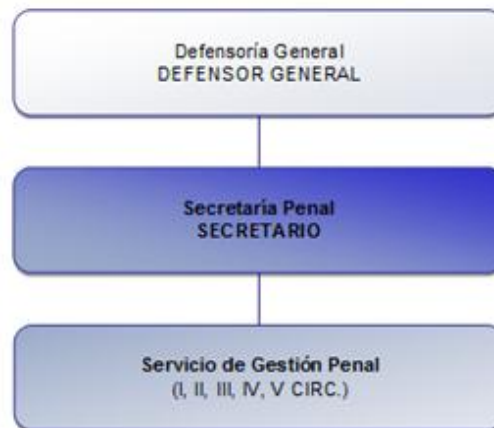 Defensoría General
DEFENSOR GENERAL
Secretaría Penal
SECRETARIO
Servicio de Gestión Penal
(I, II, III, IV, V CIRC.)